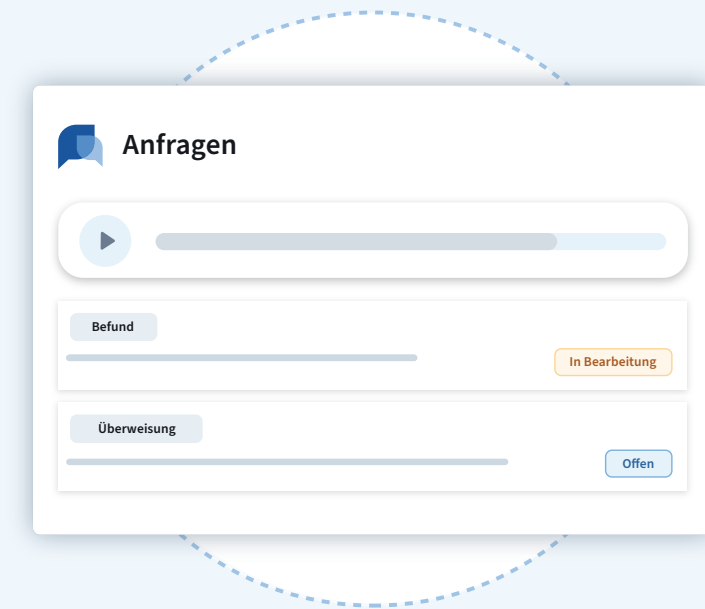 Anfragen
Befund
In Bearbeitung
Überweisung
Offen